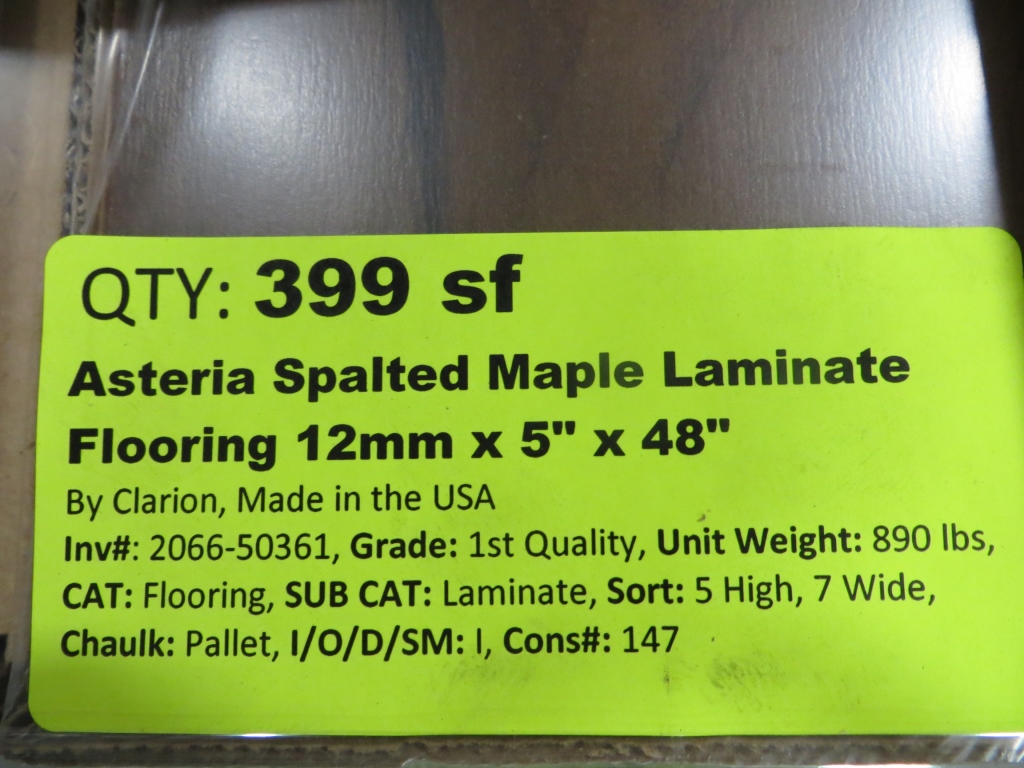 QTY: 399 sf
Asteria Spalted Maple Laminate
Flooring 12mm x 5" x 48"
By Clarion, Made in the USA
Inv#: 2066-50361, Grade: 1st Quality, Unit Weight: 890 lbs,
CAT: Flooring, SUB CAT: Laminate, Sort: 5 High, 7 Wide,
Chaulk: Pallet, I/O/D/SM: I, Cons#: 147